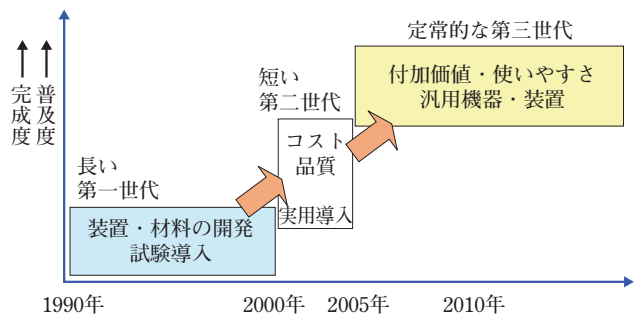 定常的な第三世代
付加価値・使いやすさ
汎用機器・装置
短い
第二世代
コスト
品質
実用導入
長い
第一世代
装置・材料の開発
試験導入
完成度
普及度
1990年
2000年
2005年
2010年